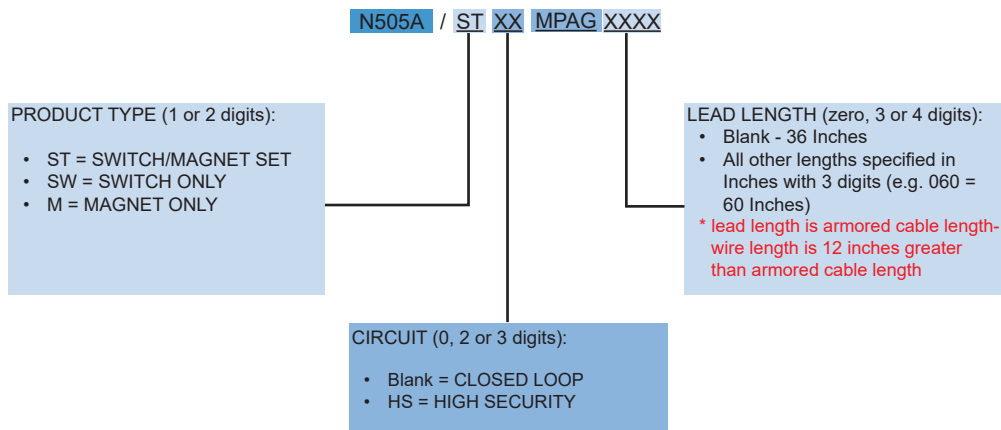 N505A / ST XX MPAG XXXX
PRODUCT TYPE (1 or 2 digits):
• ST = SWITCH/MAGNET SET
• SW = SWITCH ONLY
• M = MAGNET ONLY
LEAD LENGTH (zero, 3 or 4 digits):
• Blank - 36 Inches
• All other lengths specified in
Inches with 3 digits (e.g. 060 =
60 Inches)
* lead length is armored cable length-
wire length is 12 inches greater
than armored cable length
CIRCUIT (0, 2 or 3 digits):
• Blank = CLOSED LOOP
• HS = HIGH SECURITY